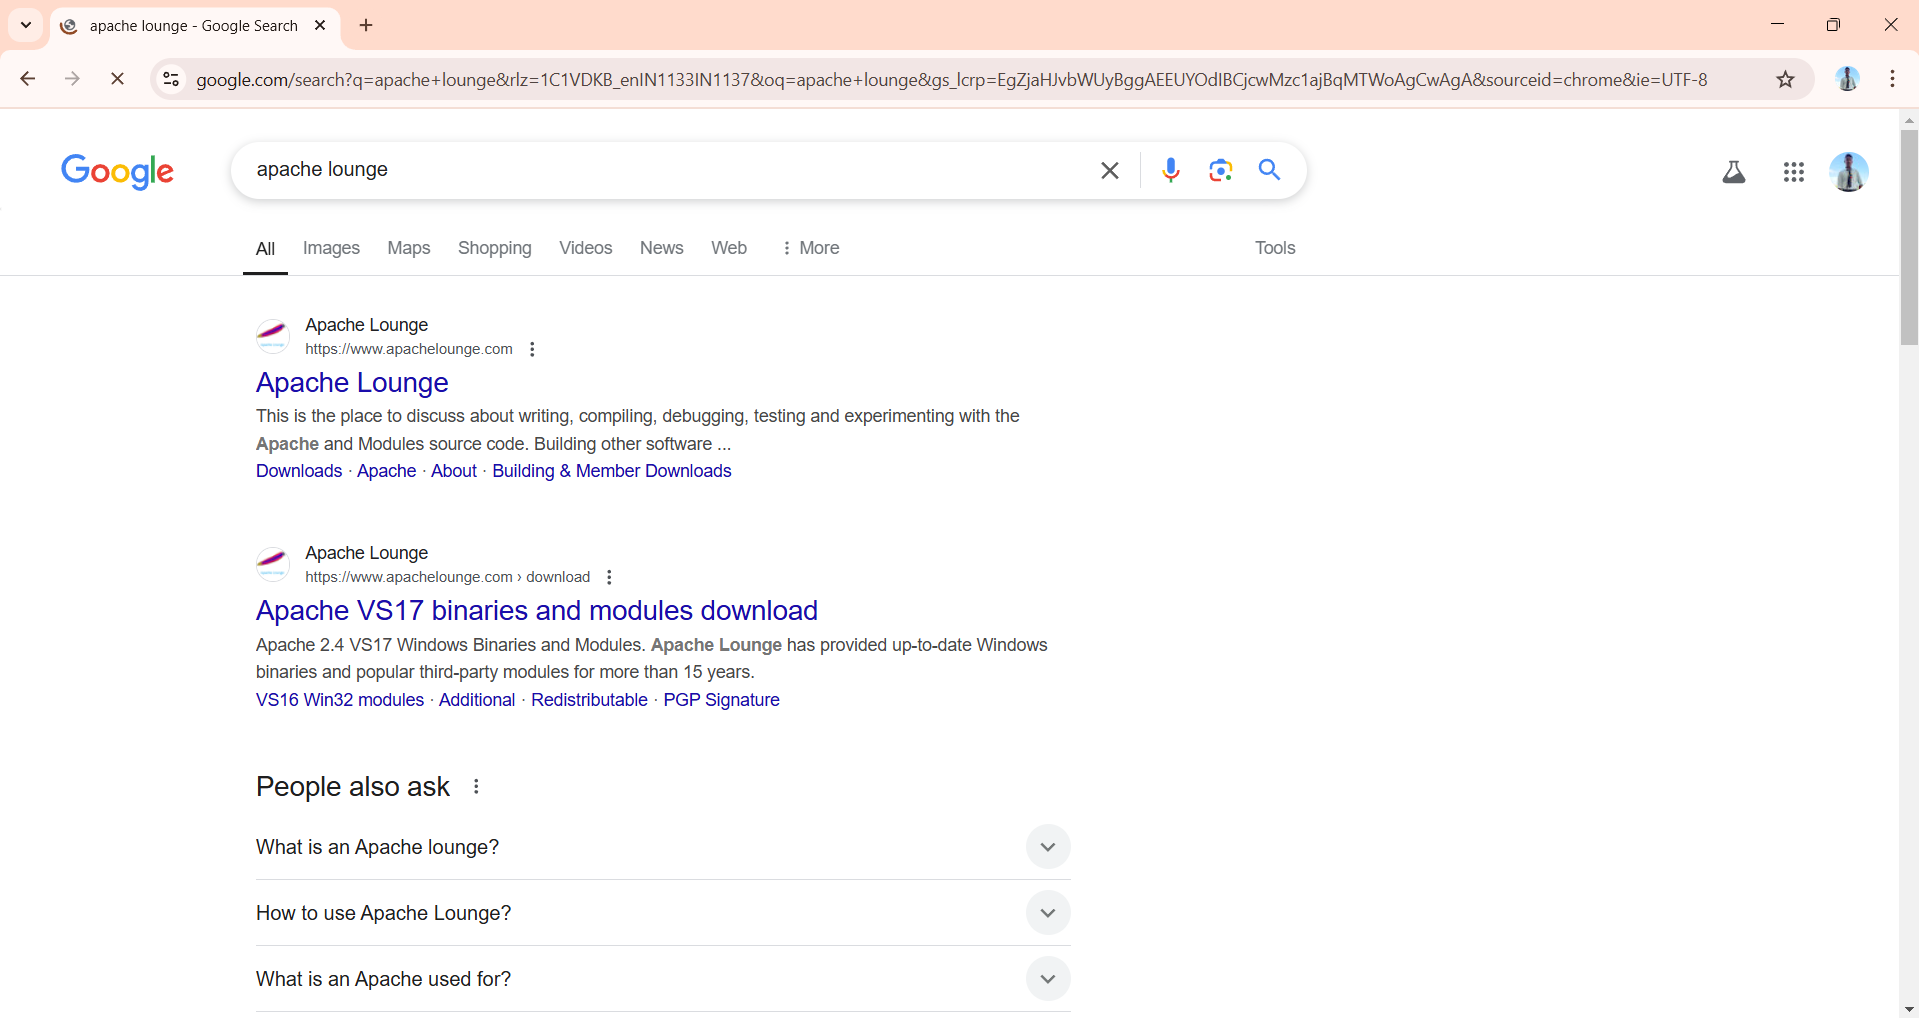 apache lounge - Google Search
google.com/search?q=apache+lounge&rlz=1C1VDKB_enIN1133IN1137&oq=apache+lounge&gs_lcrp=EgZjaHJvbWUyBggAEEUYOdIBCjcwMzc1ajBqMTWoAgCwAgA&sourceid=chrome&ie=UTF-8
Google
apache lounge
All Images Maps Shopping Videos News Web More Tools
Apache Lounge
https://www.apachelounge.com
Apache Lounge
This is the place to discuss about writing, compiling, debugging, testing and experimenting with the
Apache and Modules source code. Building other software ...
Downloads · Apache · About · Building & Member Downloads
Apache Lounge
https://www.apachelounge.com › download
Apache VS17 binaries and modules download
Apache 2.4 VS17 Windows Binaries and Modules. Apache Lounge has provided up-to-date Windows
binaries and popular third-party modules for more than 15 years.
VS16 Win32 modules · Additional · Redistributable · PGP Signature
People also ask
What is an Apache lounge?
How to use Apache Lounge?
What is an Apache used for?